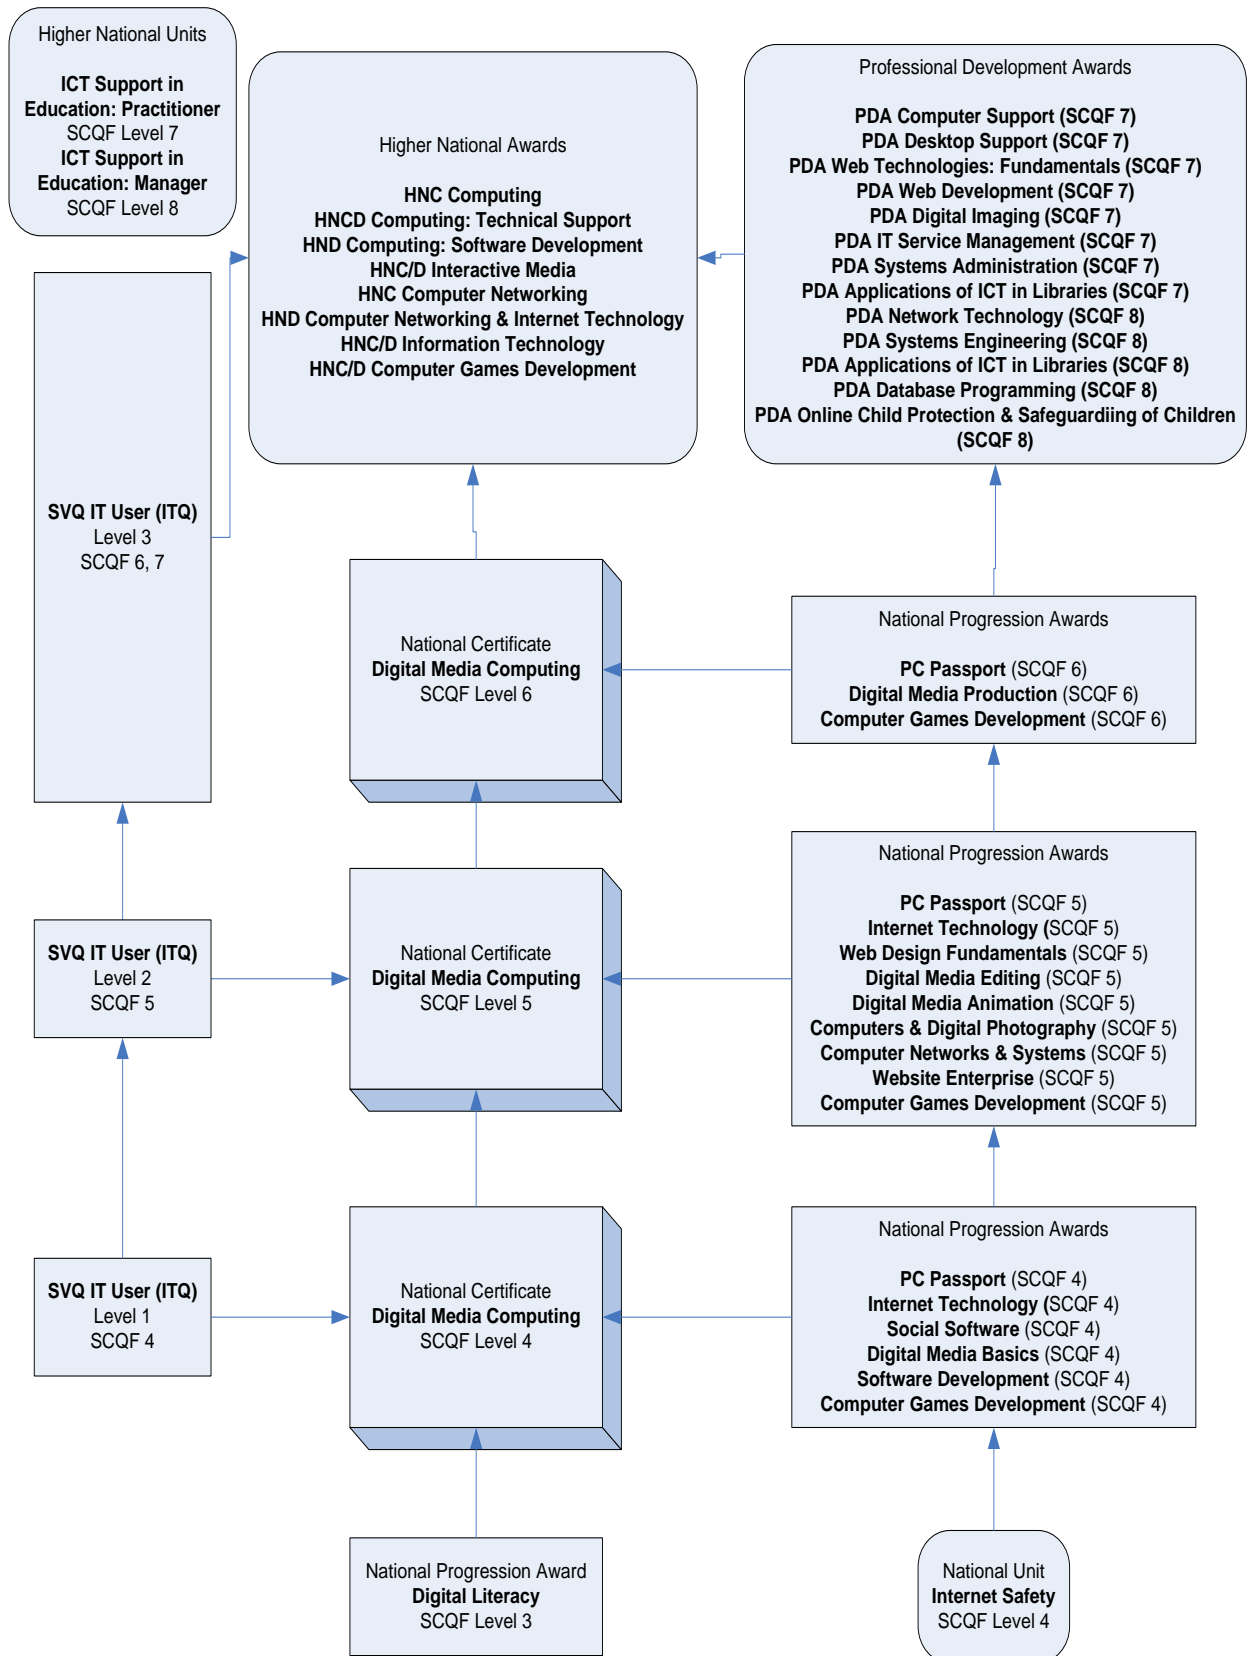 Higher National Units
ICT Support in
Education: Practitioner
SCQF Level 7
ICT Support in
Education: Manager
SCQF Level 8
Higher National Awards
HNC Computing
HNCD Computing: Technical Support
HND Computing: Software Development
HNC/D Interactive Media
HNC Computer Networking
HND Computer Networking & Internet Technology
HNC/D Information Technology
HNC/D Computer Games Development
Professional Development Awards
PDA Computer Support (SCQF 7)
PDA Desktop Support (SCQF 7)
PDA Web Technologies: Fundamentals (SCQF 7)
PDA Web Development (SCQF 7)
PDA Digital Imaging (SCQF 7)
PDA IT Service Management (SCQF 7)
PDA Systems Administration (SCQF 7)
PDA Applications of ICT in Libraries (SCQF 7)
PDA Network Technology (SCQF 8)
PDA Systems Engineering (SCQF 8)
PDA Applications of ICT in Libraries (SCQF 8)
PDA Database Programming (SCQF 8)
PDA Online Child Protection & Safeguardiing of Children
(SCQF 8)
SVQ IT User (ITQ)
Level 3
SCQF 6, 7
National Certificate
Digital Media Computing
SCQF Level 6
National Progression Awards
PC Passport (SCQF 6)
Digital Media Production (SCQF 6)
Computer Games Development (SCQF 6)
SVQ IT User (ITQ)
Level 2
SCQF 5
National Certificate
Digital Media Computing
SCQF Level 5
National Progression Awards
PC Passport (SCQF 5)
Internet Technology (SCQF 5)
Web Design Fundamentals (SCQF 5)
Digital Media Editing (SCQF 5)
Digital Media Animation (SCQF 5)
Computers & Digital Photography (SCQF 5)
Computer Networks & Systems (SCQF 5)
Website Enterprise (SCQF 5)
Computer Games Development (SCQF 5)
SVQ IT User (ITQ)
Level 1
SCQF 4
National Certificate
Digital Media Computing
SCQF Level 4
National Progression Awards
PC Passport (SCQF 4)
Internet Technology (SCQF 4)
Social Software (SCQF 4)
Digital Media Basics (SCQF 4)
Software Development (SCQF 4)
Computer Games Development (SCQF 4)
National Progression Award
Digital Literacy
SCQF Level 3
National Unit
Internet Safety
SCQF Level 4